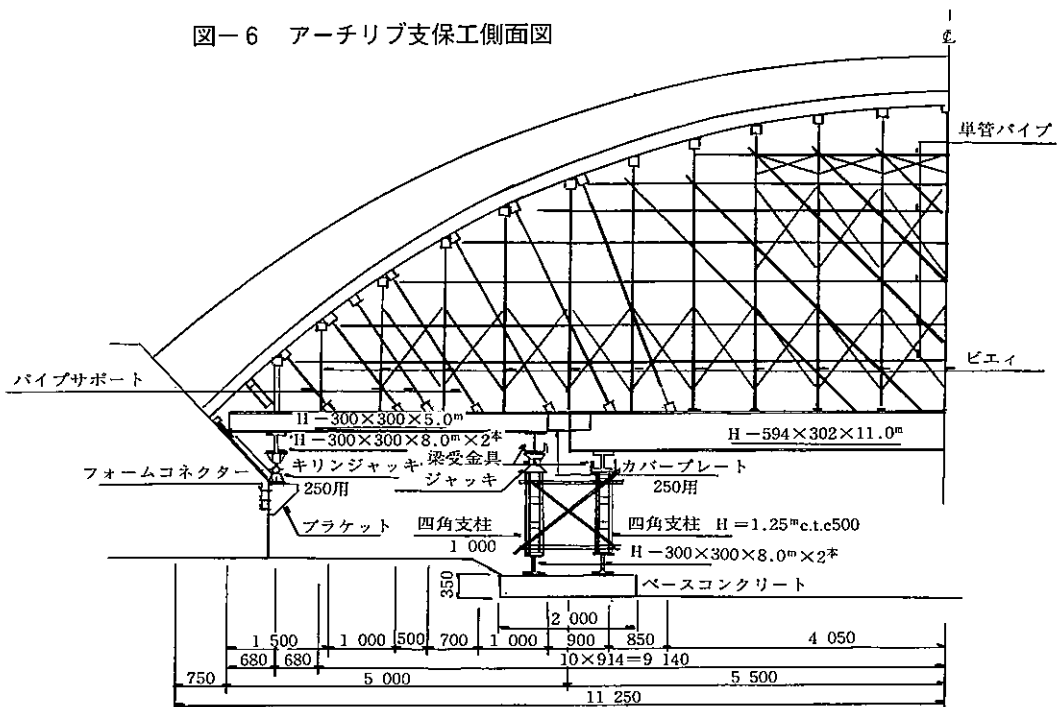 図－6 アーチリブ支保工側面図
℄
単管パイプ
パイプサポート
ビエィ
H－300×300×5.0ᵐ
H－300×300×8.0ᵐ×2本
H－594×302×11.0ᵐ
フォームコネクター
キリンジャッキ
250用
梁受金具
ジャッキ
カバープレート
250用
ブラケット
四角支柱
四角支柱 H＝1.25ᵐc.t.c500
1 000
H－300×300×8.0ᵐ×2本
350
ベースコンクリート
2 000
1 500
1 000
500
700
1 000
900
850
4 050
680
680
10×914＝9 140
750
5 000
5 500
11 250